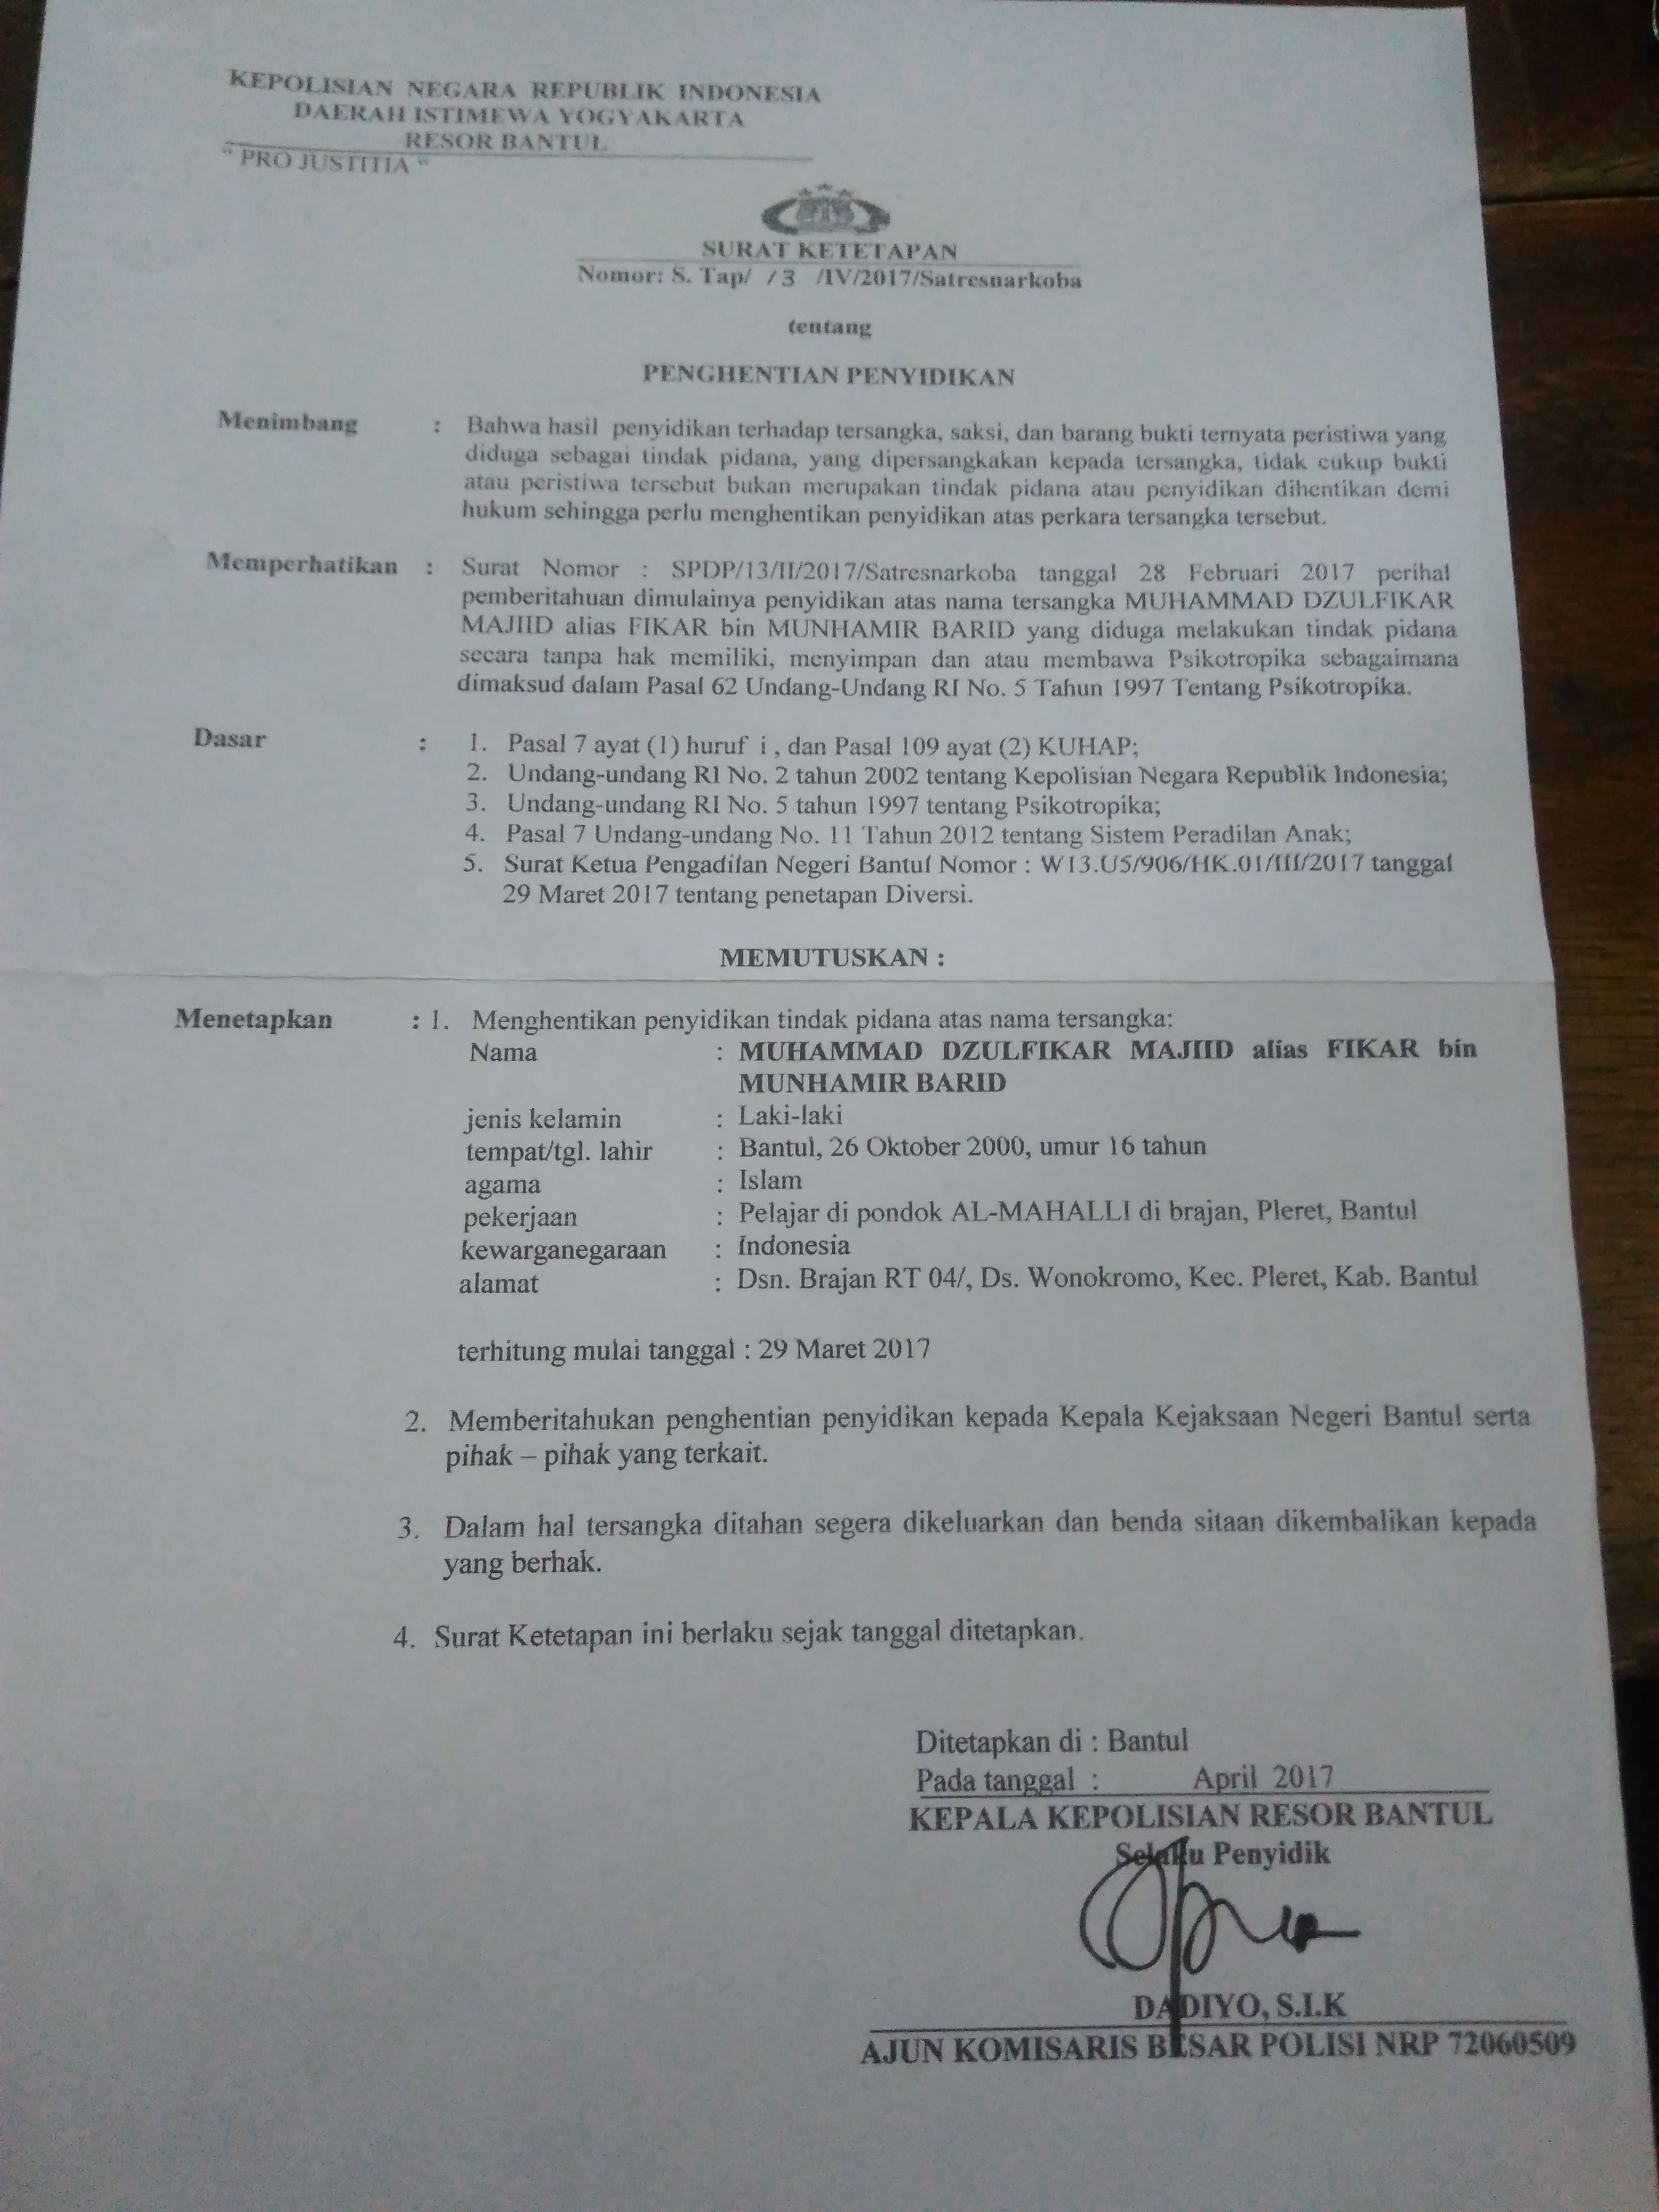 KEPOLISIAN NEGARA REPUBLIK INDONESIA
DAERAH ISTIMEWA YOGYAKARTA
RESOR BANTUL
" PRO JUSTITIA "
SURAT KETETAPAN
Nomor: S. Tap/ /3 /IV/2017/Satresnarkoba
tentang
PENGHENTIAN PENYIDIKAN
Menimbang : Bahwa hasil penyidikan terhadap tersangka, saksi, dan barang bukti ternyata peristiwa yang
diduga sebagai tindak pidana, yang dipersangkakan kepada tersangka, tidak cukup bukti
atau peristiwa tersebut bukan merupakan tindak pidana atau penyidikan dihentikan demi
hukum sehingga perlu menghentikan penyidikan atas perkara tersangka tersebut.
Memperhatikan : Surat Nomor : SPDP/13/II/2017/Satresnarkoba tanggal 28 Februari 2017 perihal
pemberitahuan dimulainya penyidikan atas nama tersangka MUHAMMAD DZULFIKAR
MAJIID alias FIKAR bin MUNHAMIR BARID yang diduga melakukan tindak pidana
secara tanpa hak memiliki, menyimpan dan atau membawa Psikotropika sebagaimana
dimaksud dalam Pasal 62 Undang-Undang RI No. 5 Tahun 1997 Tentang Psikotropika.
Dasar : 1. Pasal 7 ayat (1) huruf i , dan Pasal 109 ayat (2) KUHAP;
2. Undang-undang RI No. 2 tahun 2002 tentang Kepolisian Negara Republik Indonesia;
3. Undang-undang RI No. 5 tahun 1997 tentang Psikotropika;
4. Pasal 7 Undang-undang No. 11 Tahun 2012 tentang Sistem Peradilan Anak;
5. Surat Ketua Pengadilan Negeri Bantul Nomor : W13.U5/906/HK.01/III/2017 tanggal
29 Maret 2017 tentang penetapan Diversi.
MEMUTUSKAN :
Menetapkan : 1. Menghentikan penyidikan tindak pidana atas nama tersangka:
Nama : MUHAMMAD DZULFIKAR MAJIID alias FIKAR bin
MUNHAMIR BARID
jenis kelamin : Laki-laki
tempat/tgl. lahir : Bantul, 26 Oktober 2000, umur 16 tahun
agama : Islam
pekerjaan : Pelajar di pondok AL-MAHALLI di brajan, Pleret, Bantul
kewarganegaraan : Indonesia
alamat : Dsn. Brajan RT 04/, Ds. Wonokromo, Kec. Pleret, Kab. Bantul
terhitung mulai tanggal : 29 Maret 2017
2. Memberitahukan penghentian penyidikan kepada Kepala Kejaksaan Negeri Bantul serta
pihak – pihak yang terkait.
3. Dalam hal tersangka ditahan segera dikeluarkan dan benda sitaan dikembalikan kepada
yang berhak.
4. Surat Ketetapan ini berlaku sejak tanggal ditetapkan.
Ditetapkan di : Bantul
Pada tanggal : April 2017
KEPALA KEPOLISIAN RESOR BANTUL
Selaku Penyidik
DADIYO, S.I.K
AJUN KOMISARIS BESAR POLISI NRP 72060509